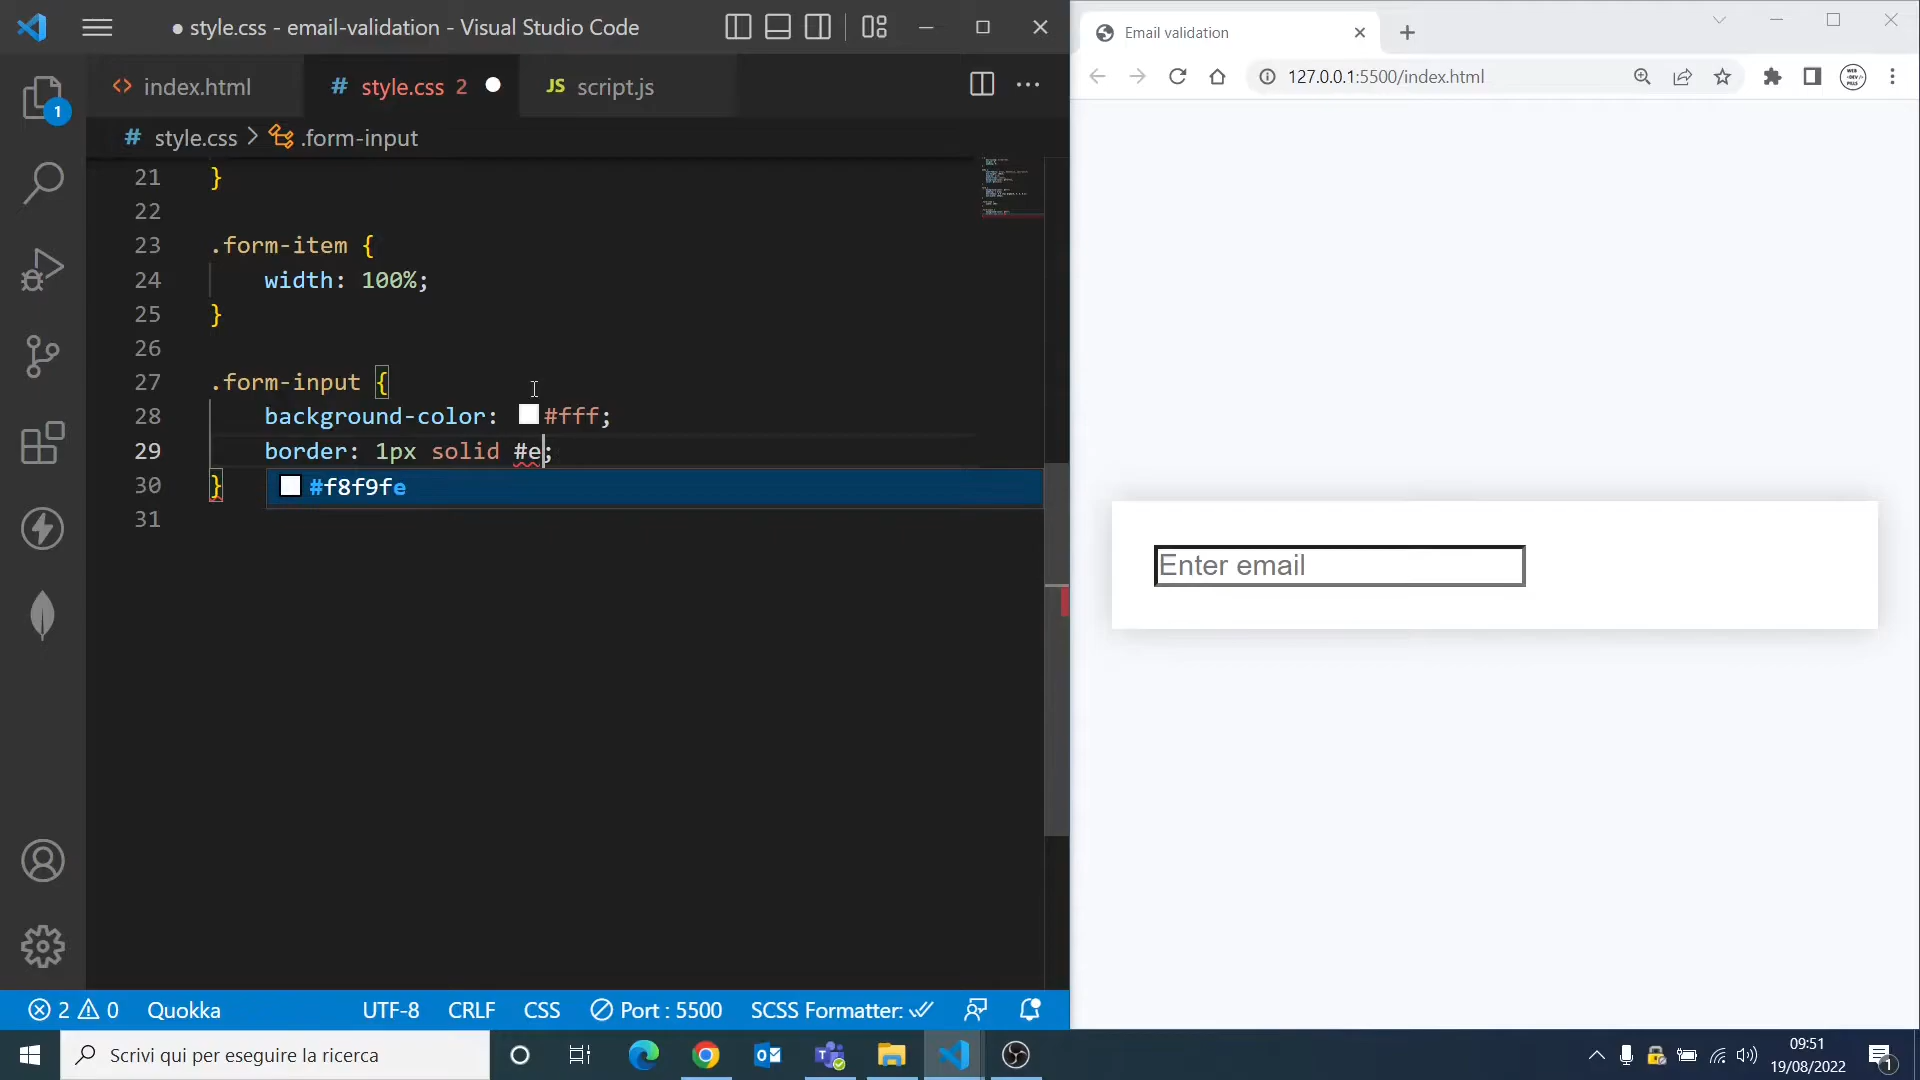 ● style.css - email-validation - Visual Studio Code
1
<> index.html
# style.css 2 ●
JS script.js
# style.css > .form-input
21 }
22
23 .form-item {
24 width: 100%;
25 }
26
27 .form-input {
28 background-color: #fff;
29 border: 1px solid #e;
#f8f9fe
30 }
31
2 0 Quokka UTF-8 CRLF CSS Port : 5500 SCSS Formatter:
Email validation
127.0.0.1:5500/index.html
Enter email
Scrivi qui per eseguire la ricerca
09:51
19/08/2022
1